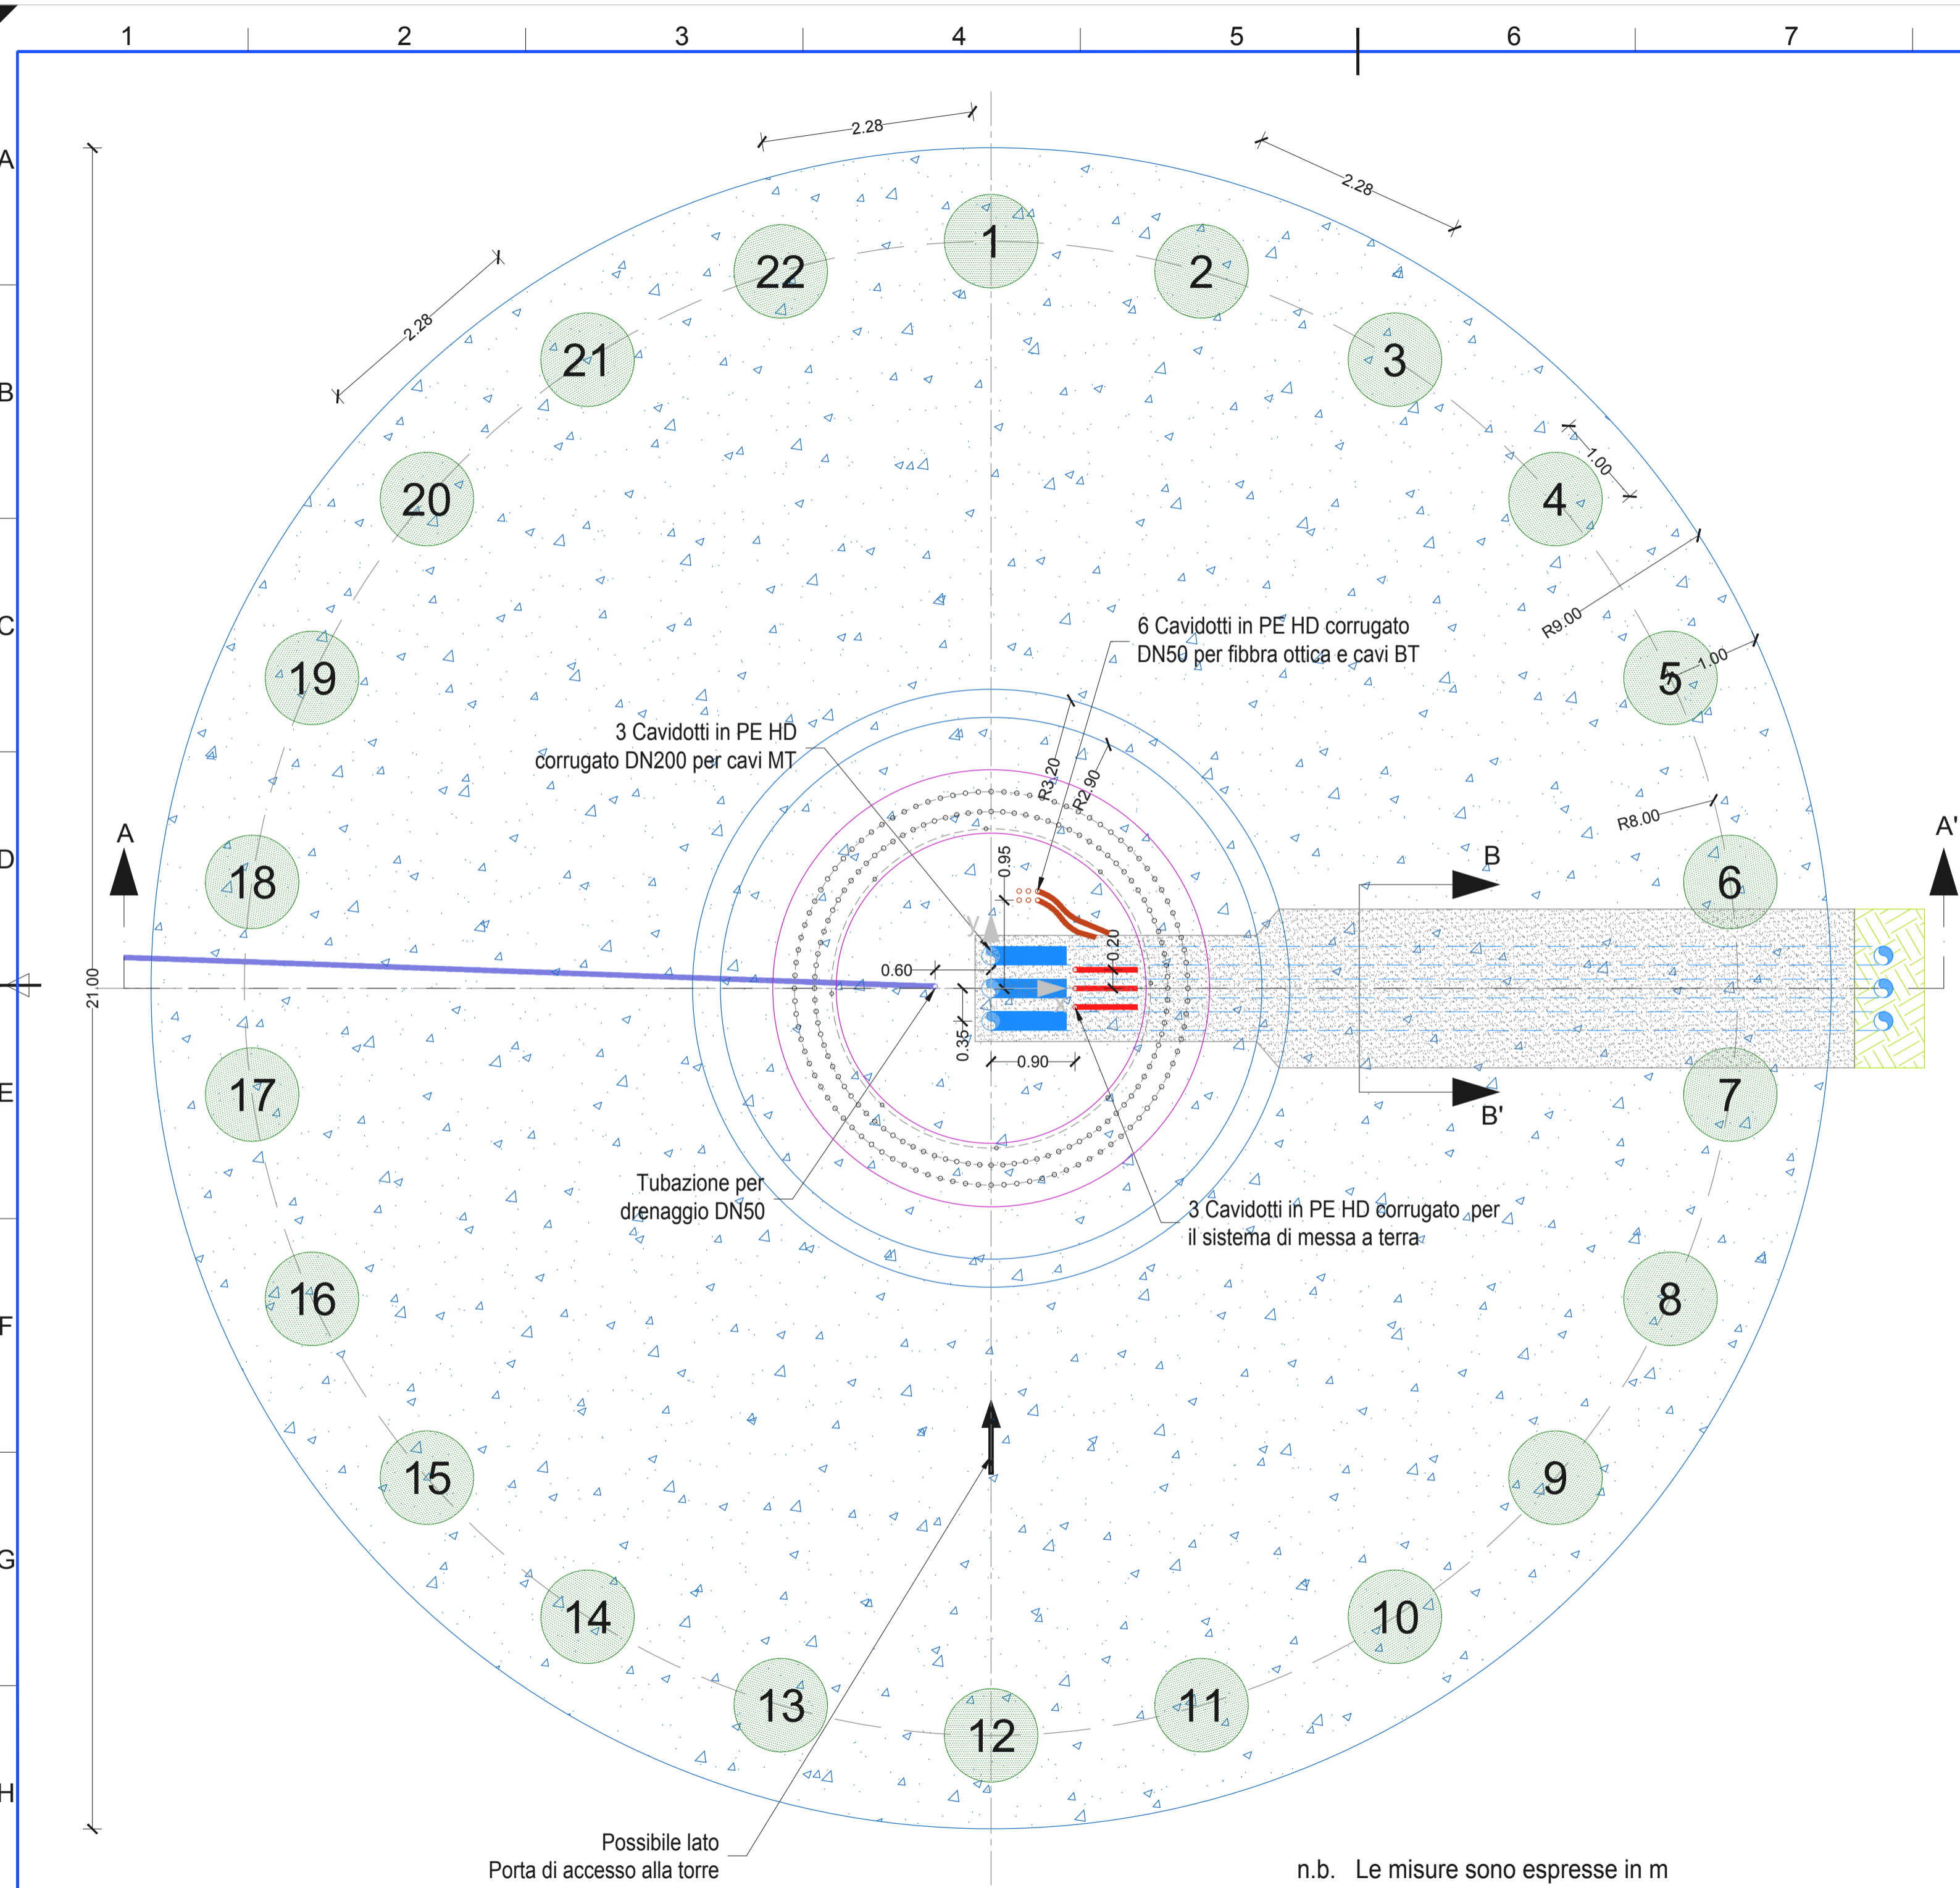 1 2 3 4 5 6 7
A
B
C
D
E
F
G
H
2.28
2.28
2.28
21.00
1
2
3
4
5
6
7
8
9
10
11
12
13
14
15
16
17
18
19
20
21
22
1.00
R9.00
1.00
R8.00
6 Cavidotti in PE HD corrugato
DN50 per fibbra ottica e cavi BT
3 Cavidotti in PE HD
corrugato DN200 per cavi MT
R3.20
R2.90
A
A'
B
B'
0.95
y
x
0.20
0.60
0.35
0.90
Tubazione per
drenaggio DN50
3 Cavidotti in PE HD corrugato per
il sistema di messa a terra
Possibile lato
Porta di accesso alla torre
n.b. Le misure sono espresse in m